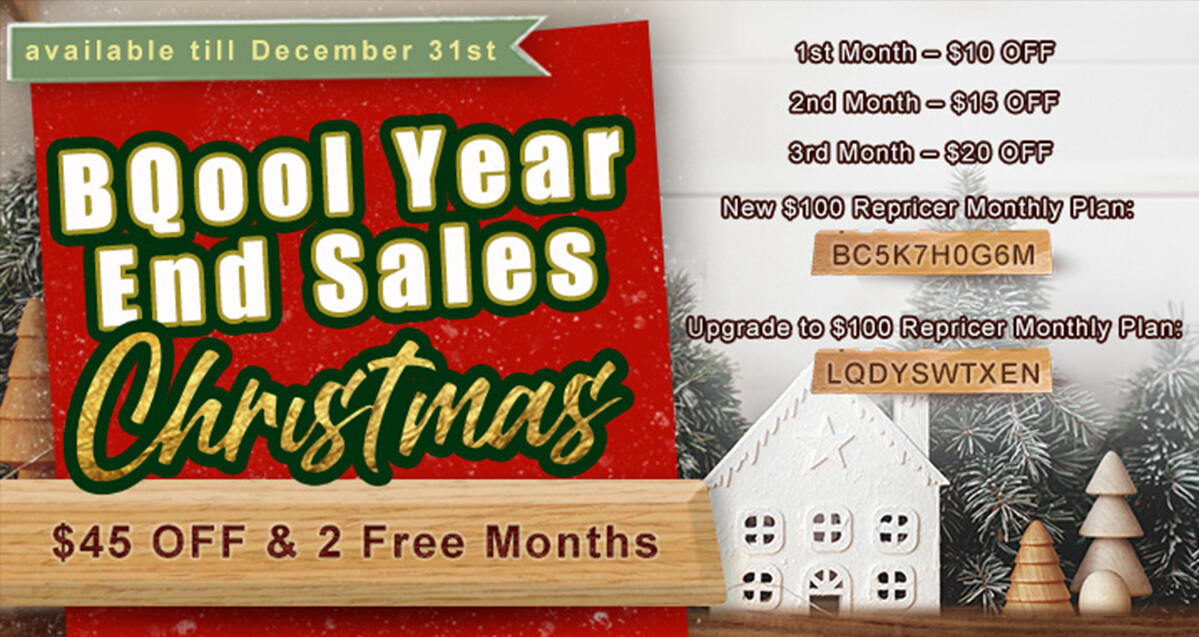 available till December 31st
BQool Year
End Sales
Christmas
$45 OFF & 2 Free Months
1st Month – $10 OFF
2nd Month – $15 OFF
3rd Month – $20 OFF
New $100 Repricer Monthly Plan:
BC5K7H0G6M
Upgrade to $100 Repricer Monthly Plan:
LQDYSWTXEN